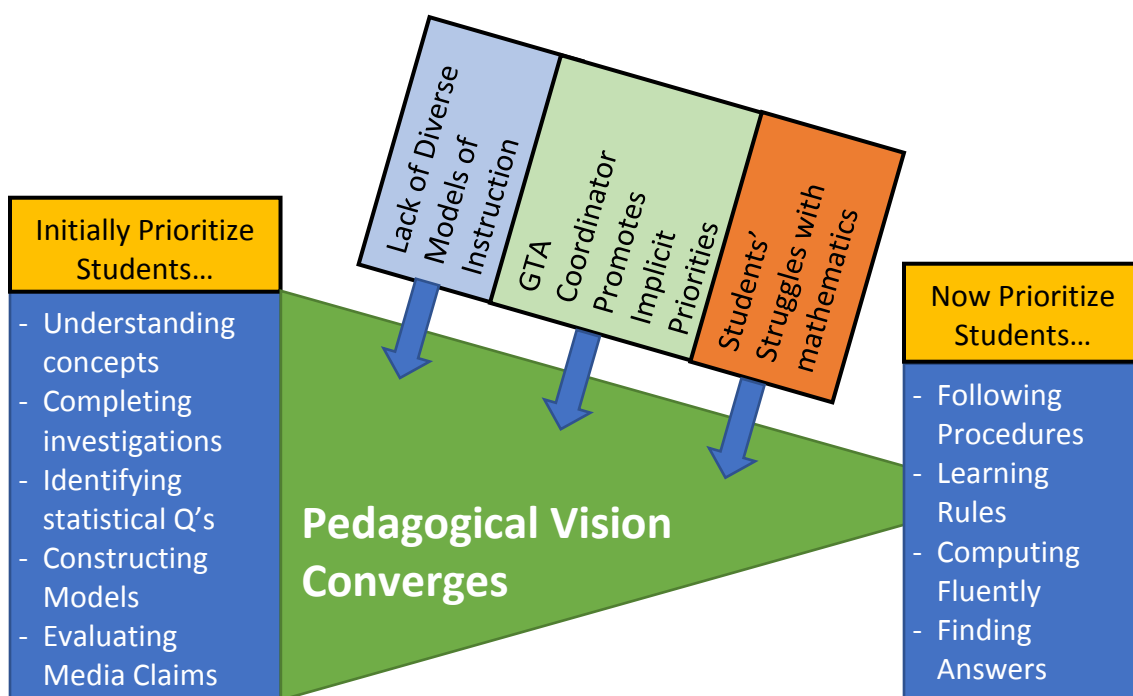 Lack of Diverse
Models of
Instruction
GTA
Coordinator
Promotes
Implicit
Priorities
Students’
Struggles with
mathematics
Initially Prioritize
Students…
- Understanding
concepts
- Completing
investigations
- Identifying
statistical Q’s
- Constructing
Models
- Evaluating
Media Claims
Pedagogical Vision
Converges
Now Prioritize
Students…
- Following
Procedures
- Learning
Rules
- Computing
Fluently
- Finding
Answers